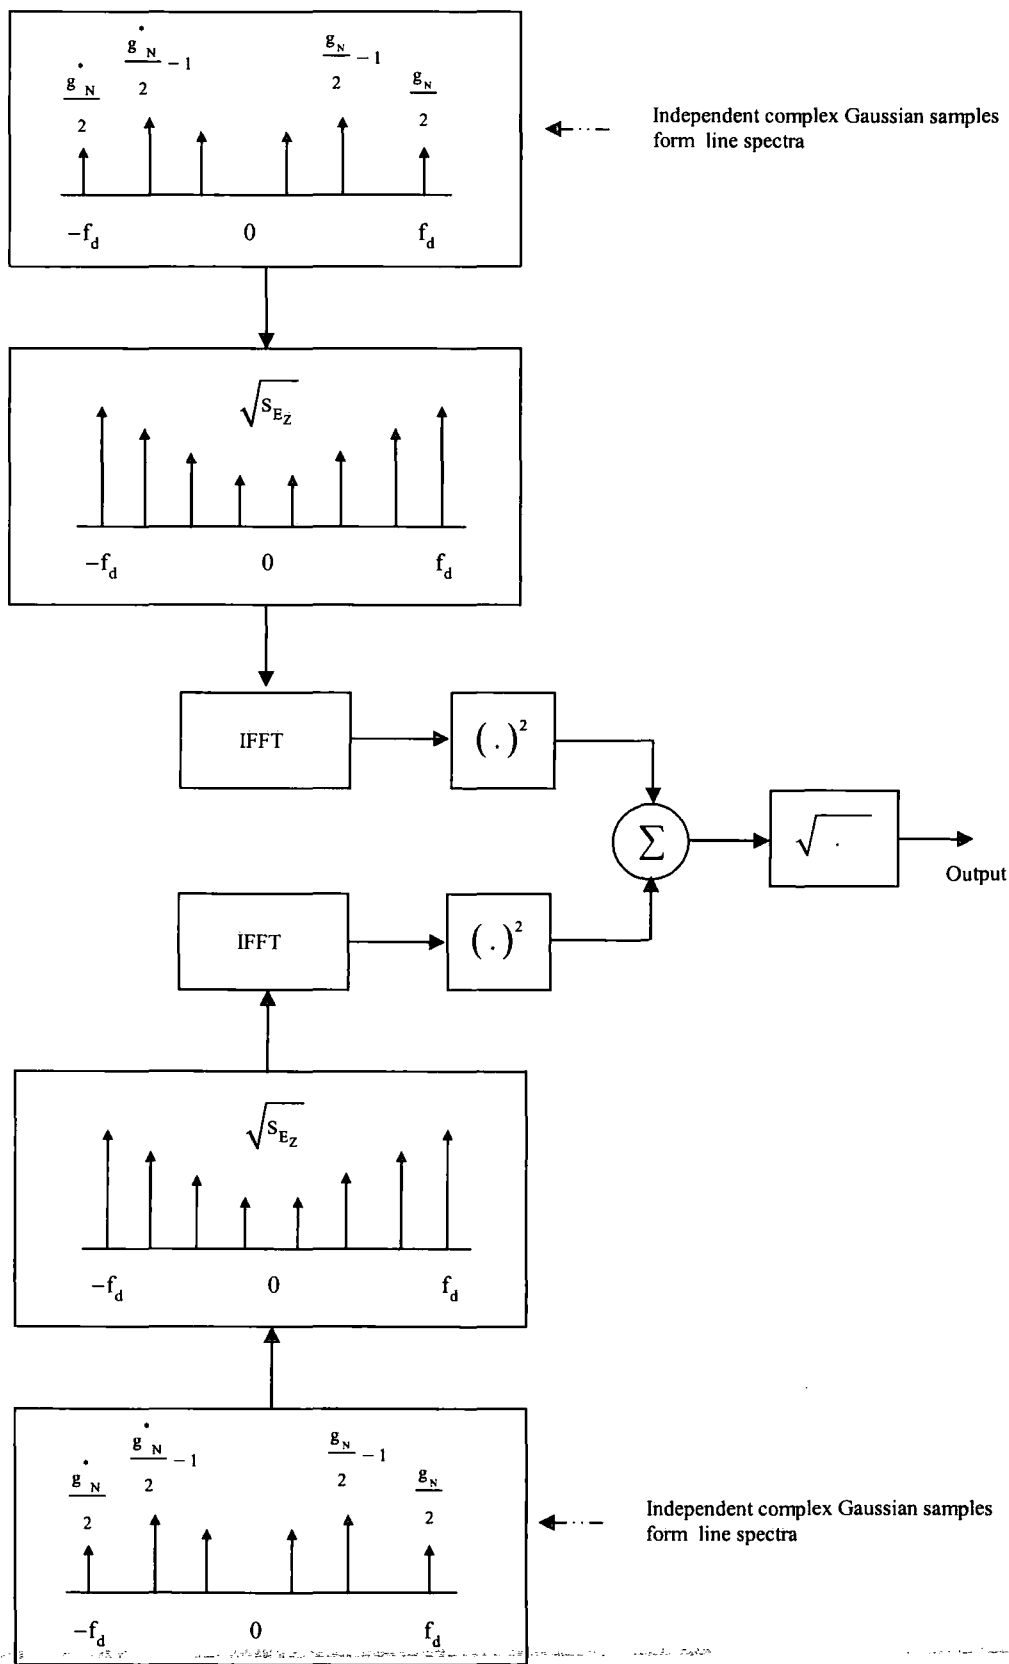 g*_N/2 g*_N/2 − 1 g_N/2 − 1 g_N/2
−f_d 0 f_d
Independent complex Gaussian samples
form line spectra
√S_E_Z
−f_d 0 f_d
IFFT
(.)²
Σ
√.
Output
IFFT
(.)²
√S_E_Z
−f_d 0 f_d
g*_N/2 g*_N/2 − 1 g_N/2 − 1 g_N/2
−f_d 0 f_d
Independent complex Gaussian samples
form line spectra